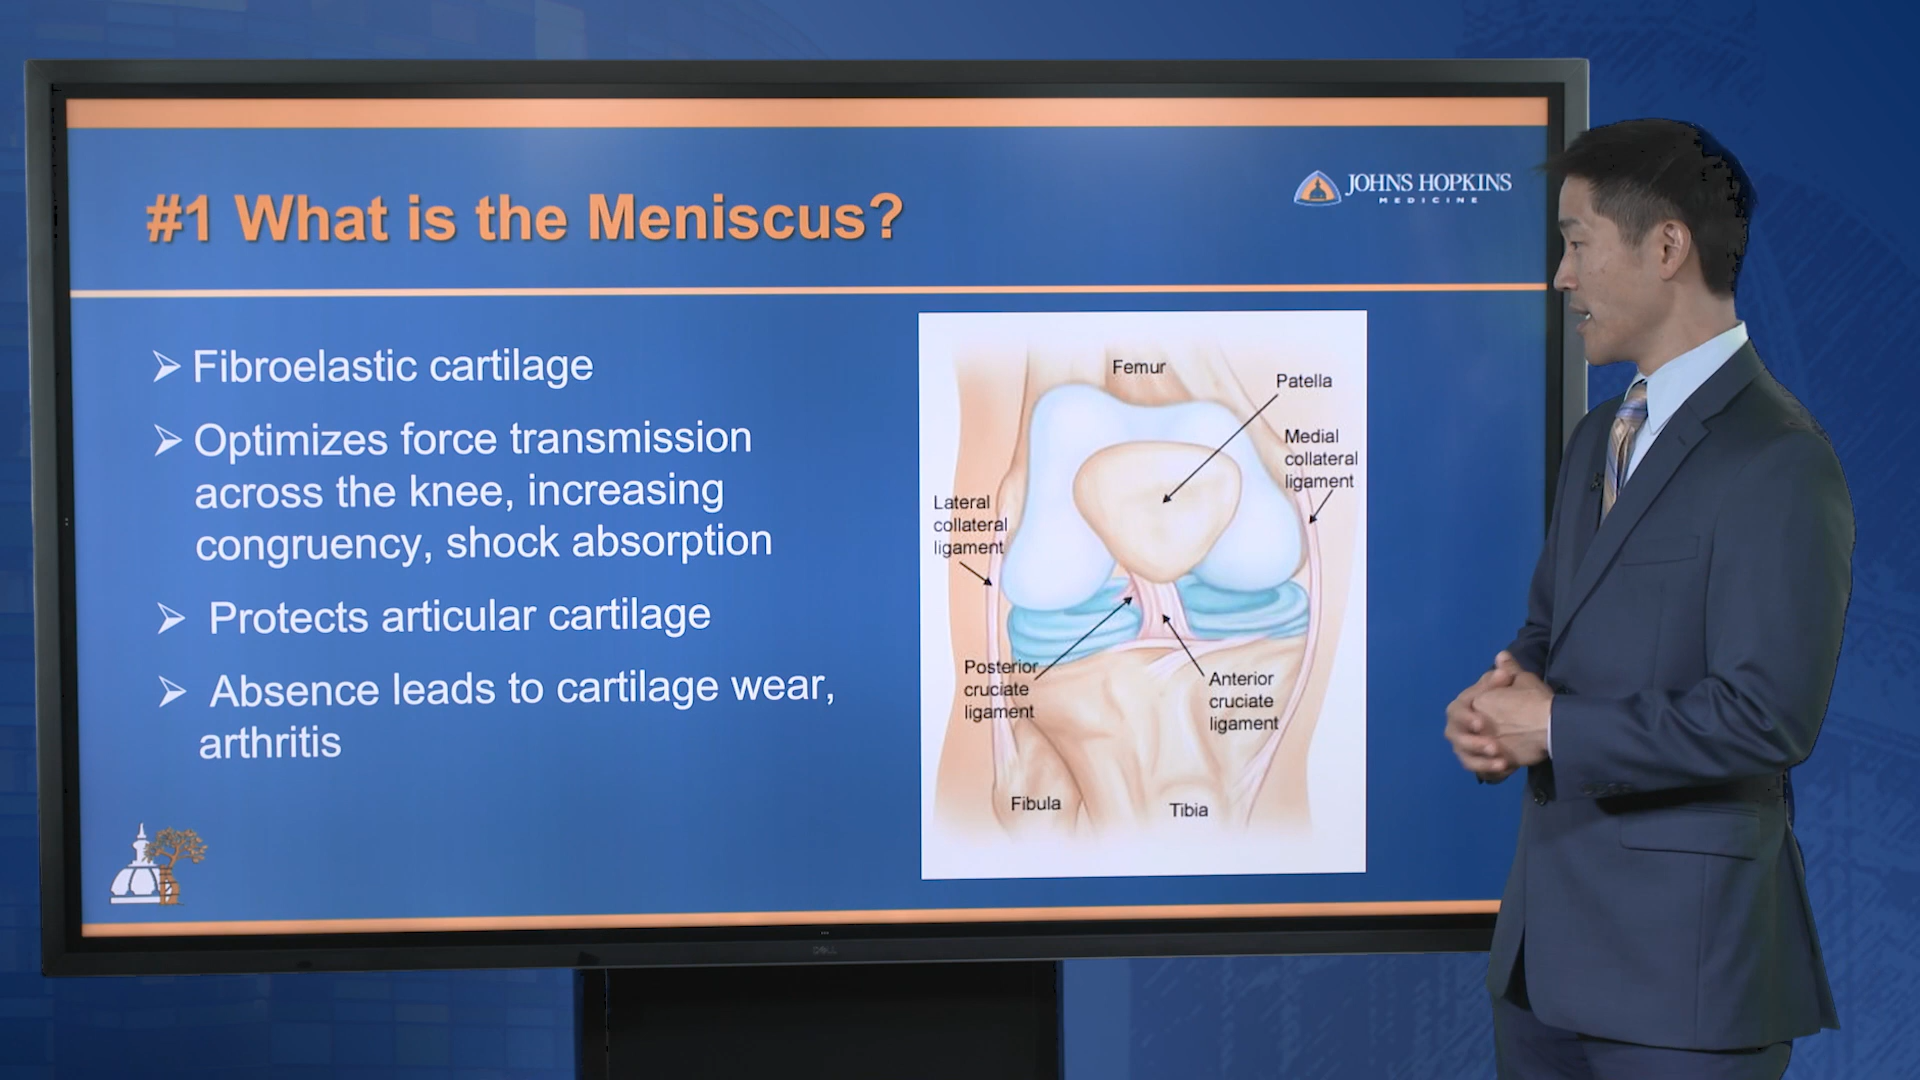 #1 What is the Meniscus?
JOHNS HOPKINS
MEDICINE
➢ Fibroelastic cartilage
➢ Optimizes force transmission
across the knee, increasing
congruency, shock absorption
➢ Protects articular cartilage
➢ Absence leads to cartilage wear,
arthritis
Femur
Patella
Medial
collateral
ligament
Lateral
collateral
ligament
Posterior
cruciate
ligament
Anterior
cruciate
ligament
Fibula
Tibia
DELL